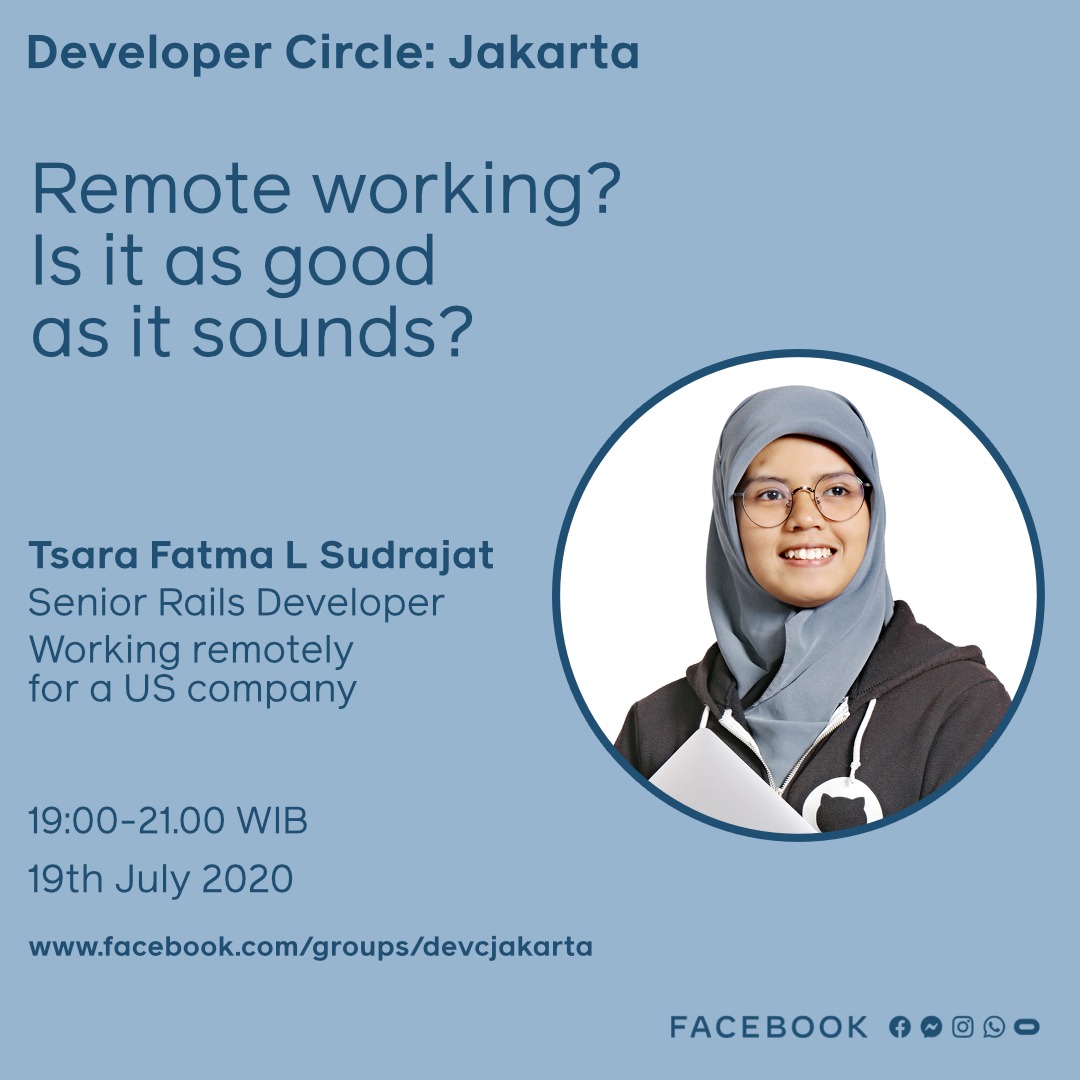 Developer Circle: Jakarta
Remote working?
Is it as good
as it sounds?
Tsara Fatma L Sudrajat
Senior Rails Developer
Working remotely
for a US company
19:00-21.00 WIB
19th July 2020
www.facebook.com/groups/devcjakarta
FACEBOOK